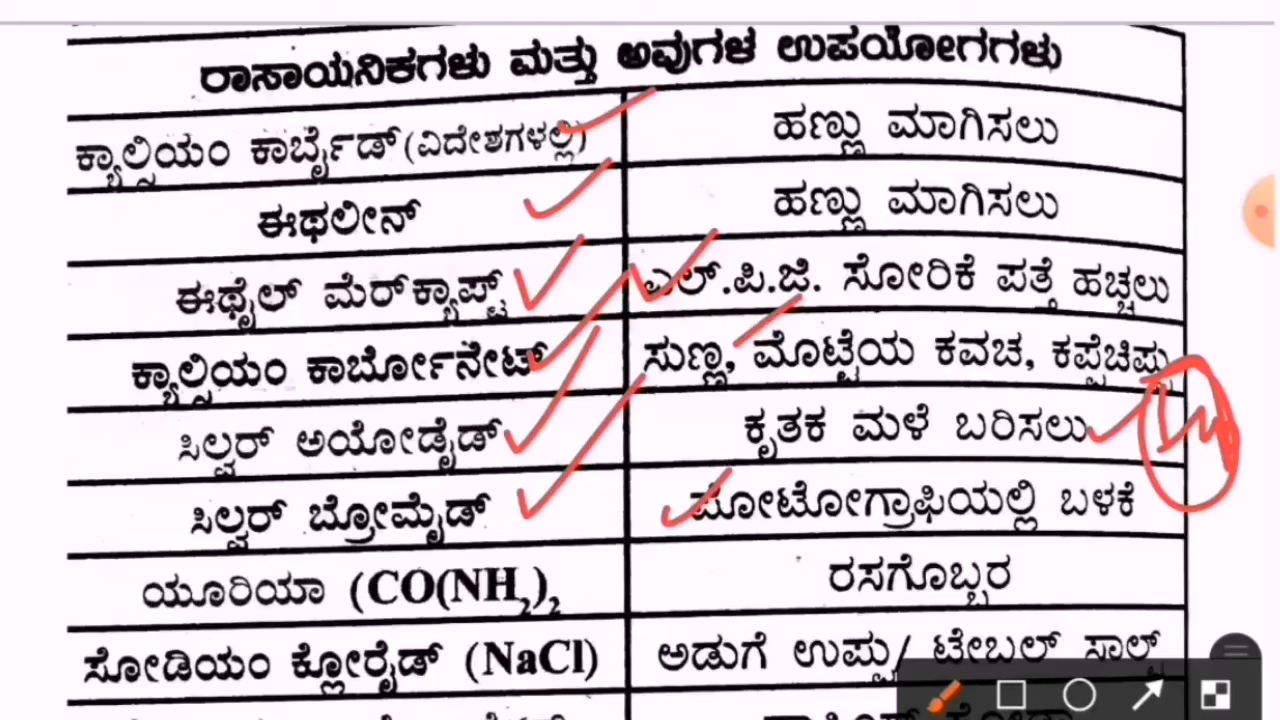 ರಾಸಾಯನಿಕಗಳು ಮತ್ತು ಅವುಗಳ ಉಪಯೋಗಗಳು
ಕ್ಯಾಲ್ಸಿಯಂ ಕಾರ್ಬೈಡ್ (ವಿದೇಶಗಳಲ್ಲಿ) ಹಣ್ಣು ಮಾಗಿಸಲು
ಈಥಲೀನ್ ಹಣ್ಣು ಮಾಗಿಸಲು
ಈಥೈಲ್ ಮೆರ್‌ಕ್ಯಾಪ್ಟ್ ಎಲ್.ಪಿ.ಜಿ. ಸೋರಿಕೆ ಪತ್ತೆ ಹಚ್ಚಲು
ಕ್ಯಾಲ್ಸಿಯಂ ಕಾರ್ಬೋನೇಟ್ ಸುಣ್ಣ, ಮೊಟ್ಟೆಯ ಕವಚ, ಕಪ್ಪೆಚಿಪ್ಪು
ಸಿಲ್ವರ್ ಅಯೋಡೈಡ್ ಕೃತಕ ಮಳೆ ಬರಿಸಲು
ಸಿಲ್ವರ್ ಬ್ರೋಮೈಡ್ ಪೋಟೋಗ್ರಾಫಿಯಲ್ಲಿ ಬಳಕೆ
ಯೂರಿಯಾ (CO(NH₂)₂ ರಸಗೊಬ್ಬರ
ಸೋಡಿಯಂ ಕ್ಲೋರೈಡ್ (NaCl) ಅಡುಗೆ ಉಪ್ಪು/ ಟೇಬಲ್ ಸಾಲ್ಟ್